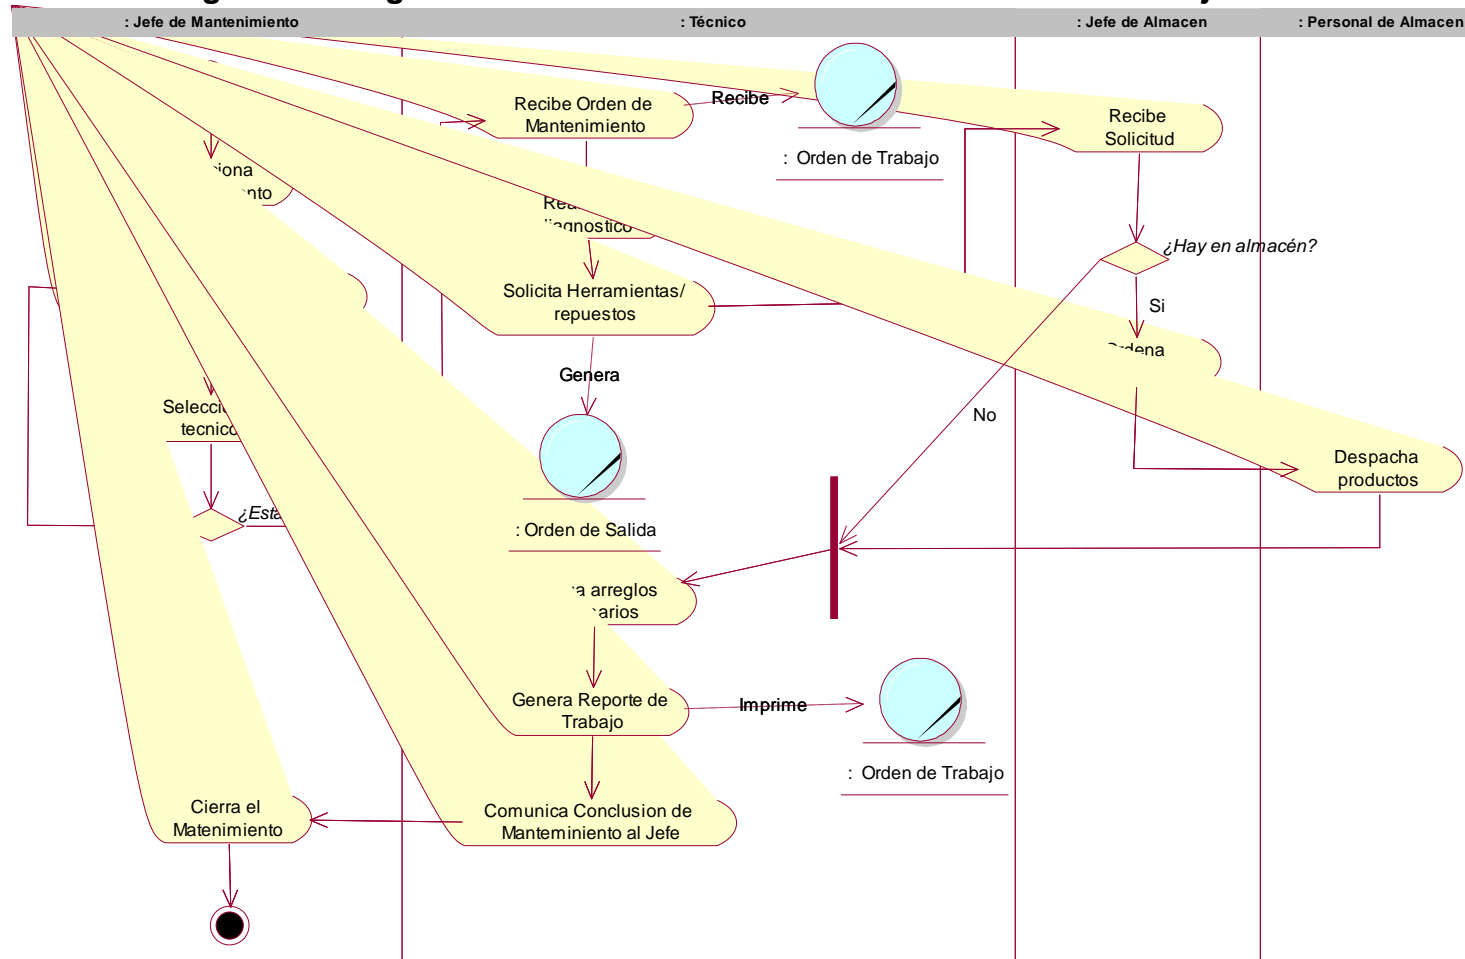 : Jefe de Mantenimiento
: Técnico
: Jefe de Almacen
: Personal de Almacen
Recibe Orden de
Mantenimiento
Recibe
: Orden de Trabajo
Recibe
Solicitud
¿Hay en almacén?
Si
No
Solicita Herramientas/
repuestos
Genera
: Orden de Salida
Despacha
productos
arreglos
Genera Reporte de
Trabajo
Imprime
: Orden de Trabajo
Comunica Conclusion de
Manteminiento al Jefe
Cierra el
Matenimiento